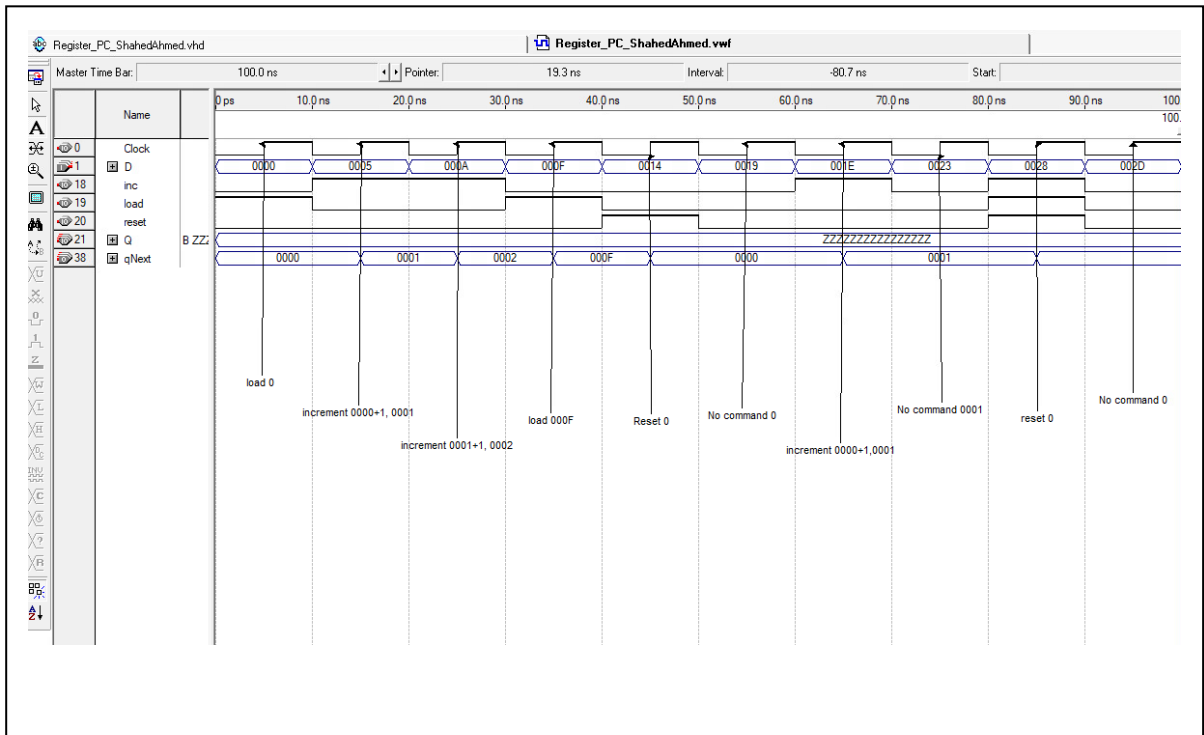 Register_PC_ShahedAhmed.vhd
Register_PC_ShahedAhmed.vwf
Master Time Bar: 100.0 ns Pointer: 19.3 ns Interval: -80.7 ns Start:
Name
0 ps 10.0 ns 20.0 ns 30.0 ns 40.0 ns 50.0 ns 60.0 ns 70.0 ns 80.0 ns 90.0 ns 100
100.
0 Clock
1 D 0000 0005 000A 000F 0014 0019 001E 0023 0028 002D
18 inc
19 load
20 reset
21 Q B ZZZ ZZZZZZZZZZZZZZZZ
38 qNext 0000 0001 0002 000F 0000 0001
load 0
increment 0000+1, 0001
increment 0001+1, 0002
load 000F
Reset 0
No command 0
increment 0000+1,0001
No command 0001
reset 0
No command 0